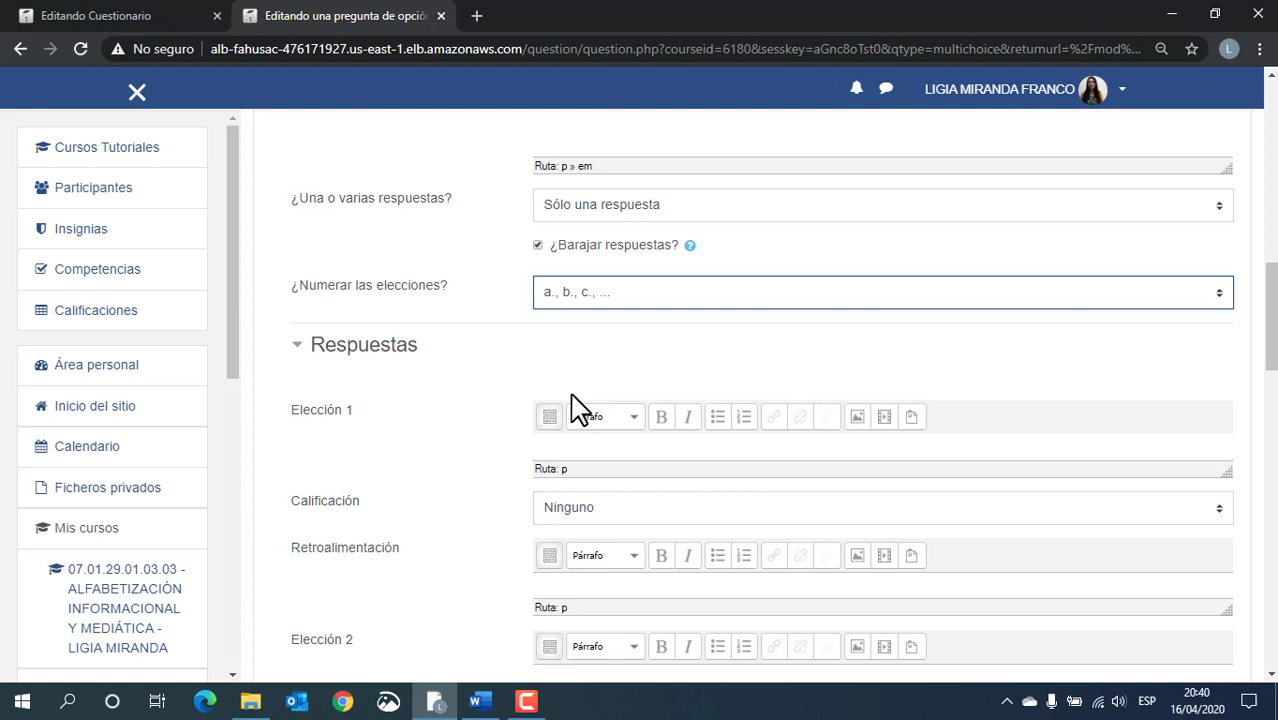 Editando Cuestionario
Editando una pregunta de opció
No seguro
alb-fahusac-476171927.us-east-1.elb.amazonaws.com/question/question.php?courseid=6180&sesskey=aGnc8oTst0&qtype=multichoice&returnurl=%2Fmod%...
L
LIGIA MIRANDA FRANCO
Cursos Tutoriales
Participantes
Insignias
Competencias
Calificaciones
Área personal
Inicio del sitio
Calendario
Ficheros privados
Mis cursos
07.01.29.01.03.03 -
ALFABETIZACIÓN
INFORMACIONAL
Y MEDIÁTICA -
LIGIA MIRANDA
Ruta: p » em
¿Una o varias respuestas?
Sólo una respuesta
¿Barajar respuestas?
¿Numerar las elecciones?
a., b., c., ...
Respuestas
Elección 1
B I
Ruta: p
Calificación
Ninguno
Retroalimentación
Párrafo B I
Ruta: p
Elección 2
Párrafo B I
ESP
20:40
16/04/2020